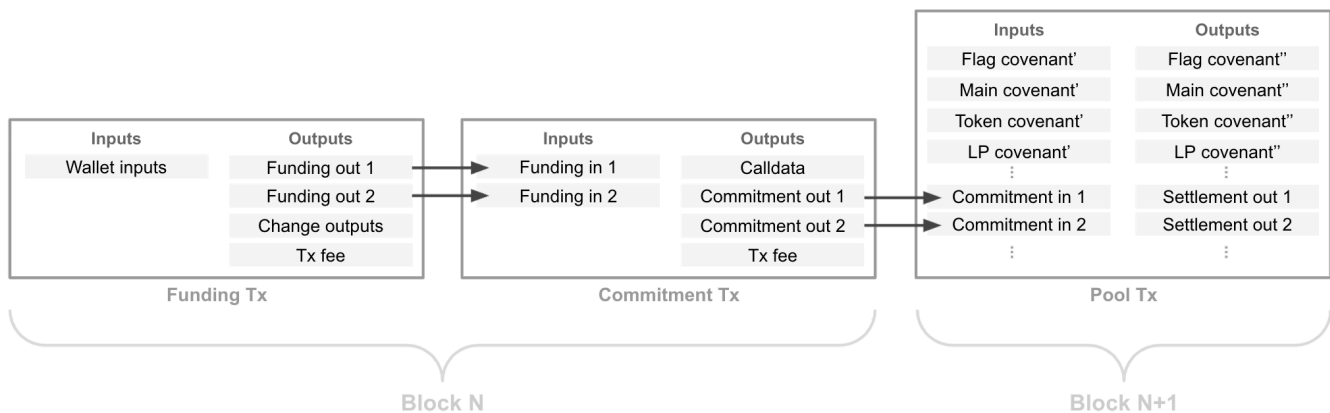 Inputs
Outputs
Wallet inputs
Funding out 1
Funding out 2
Change outputs
Tx fee
Funding Tx
Inputs
Outputs
Funding in 1
Funding in 2
Calldata
Commitment out 1
Commitment out 2
Tx fee
Commitment Tx
Inputs
Outputs
Flag covenant’
Flag covenant’’
Main covenant’
Main covenant’’
Token covenant’
Token covenant’’
LP covenant’
LP covenant’’
Commitment in 1
Settlement out 1
Commitment in 2
Settlement out 2
Pool Tx
Block N
Block N+1